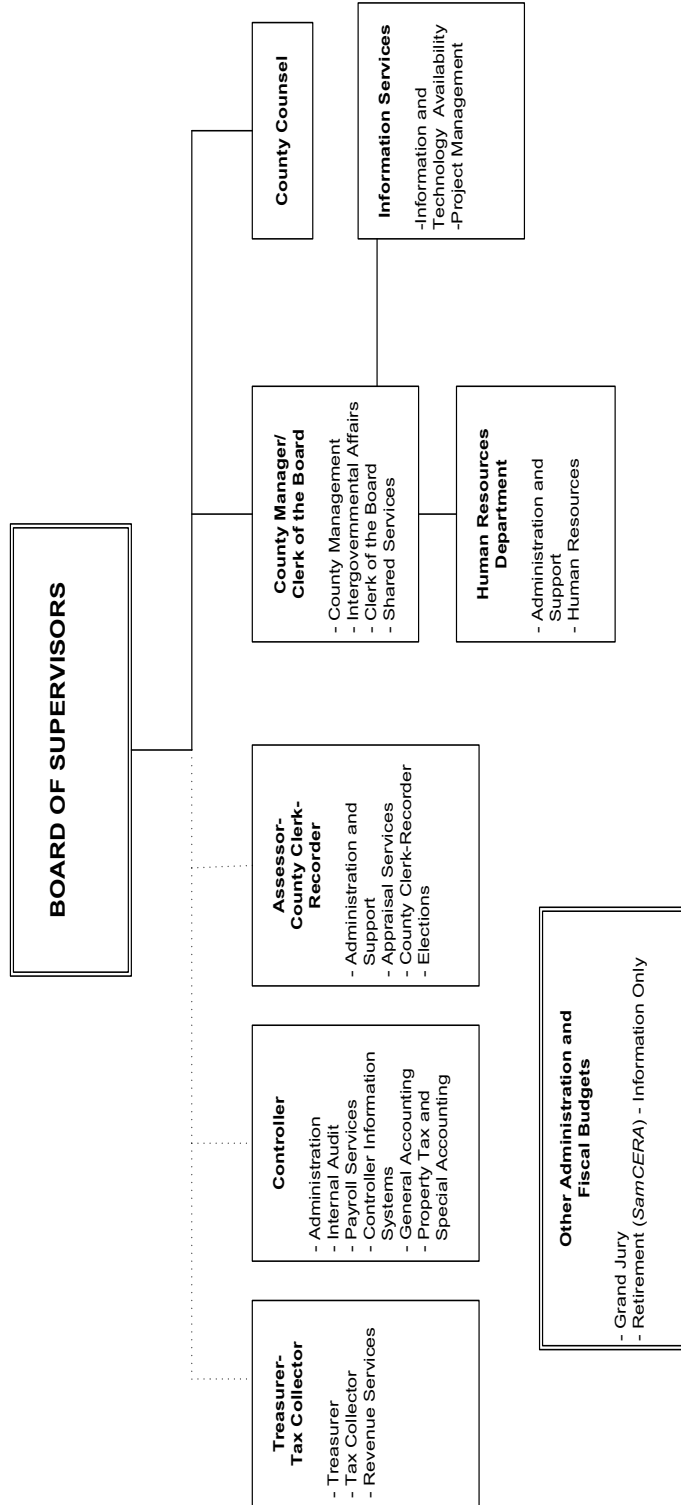 BOARD OF SUPERVISORS
Treasurer-
Tax Collector
- Treasurer
- Tax Collector
- Revenue Services
Controller
- Administration
- Internal Audit
- Payroll Services
- Controller Information
Systems
- General Accounting
- Property Tax and
Special Accounting
Assessor-
County Clerk-
Recorder
- Administration and
Support
- Appraisal Services
- County Clerk-Recorder
- Elections
County Manager/
Clerk of the Board
- County Management
- Intergovernmental Affairs
- Clerk of the Board
- Shared Services
County Counsel
Human Resources
Department
- Administration and
Support
- Human Resources
Information Services
-Information and
Technology Availability
-Project Management
Other Administration and
Fiscal Budgets
- Grand Jury
- Retirement (SamCERA) - Information Only